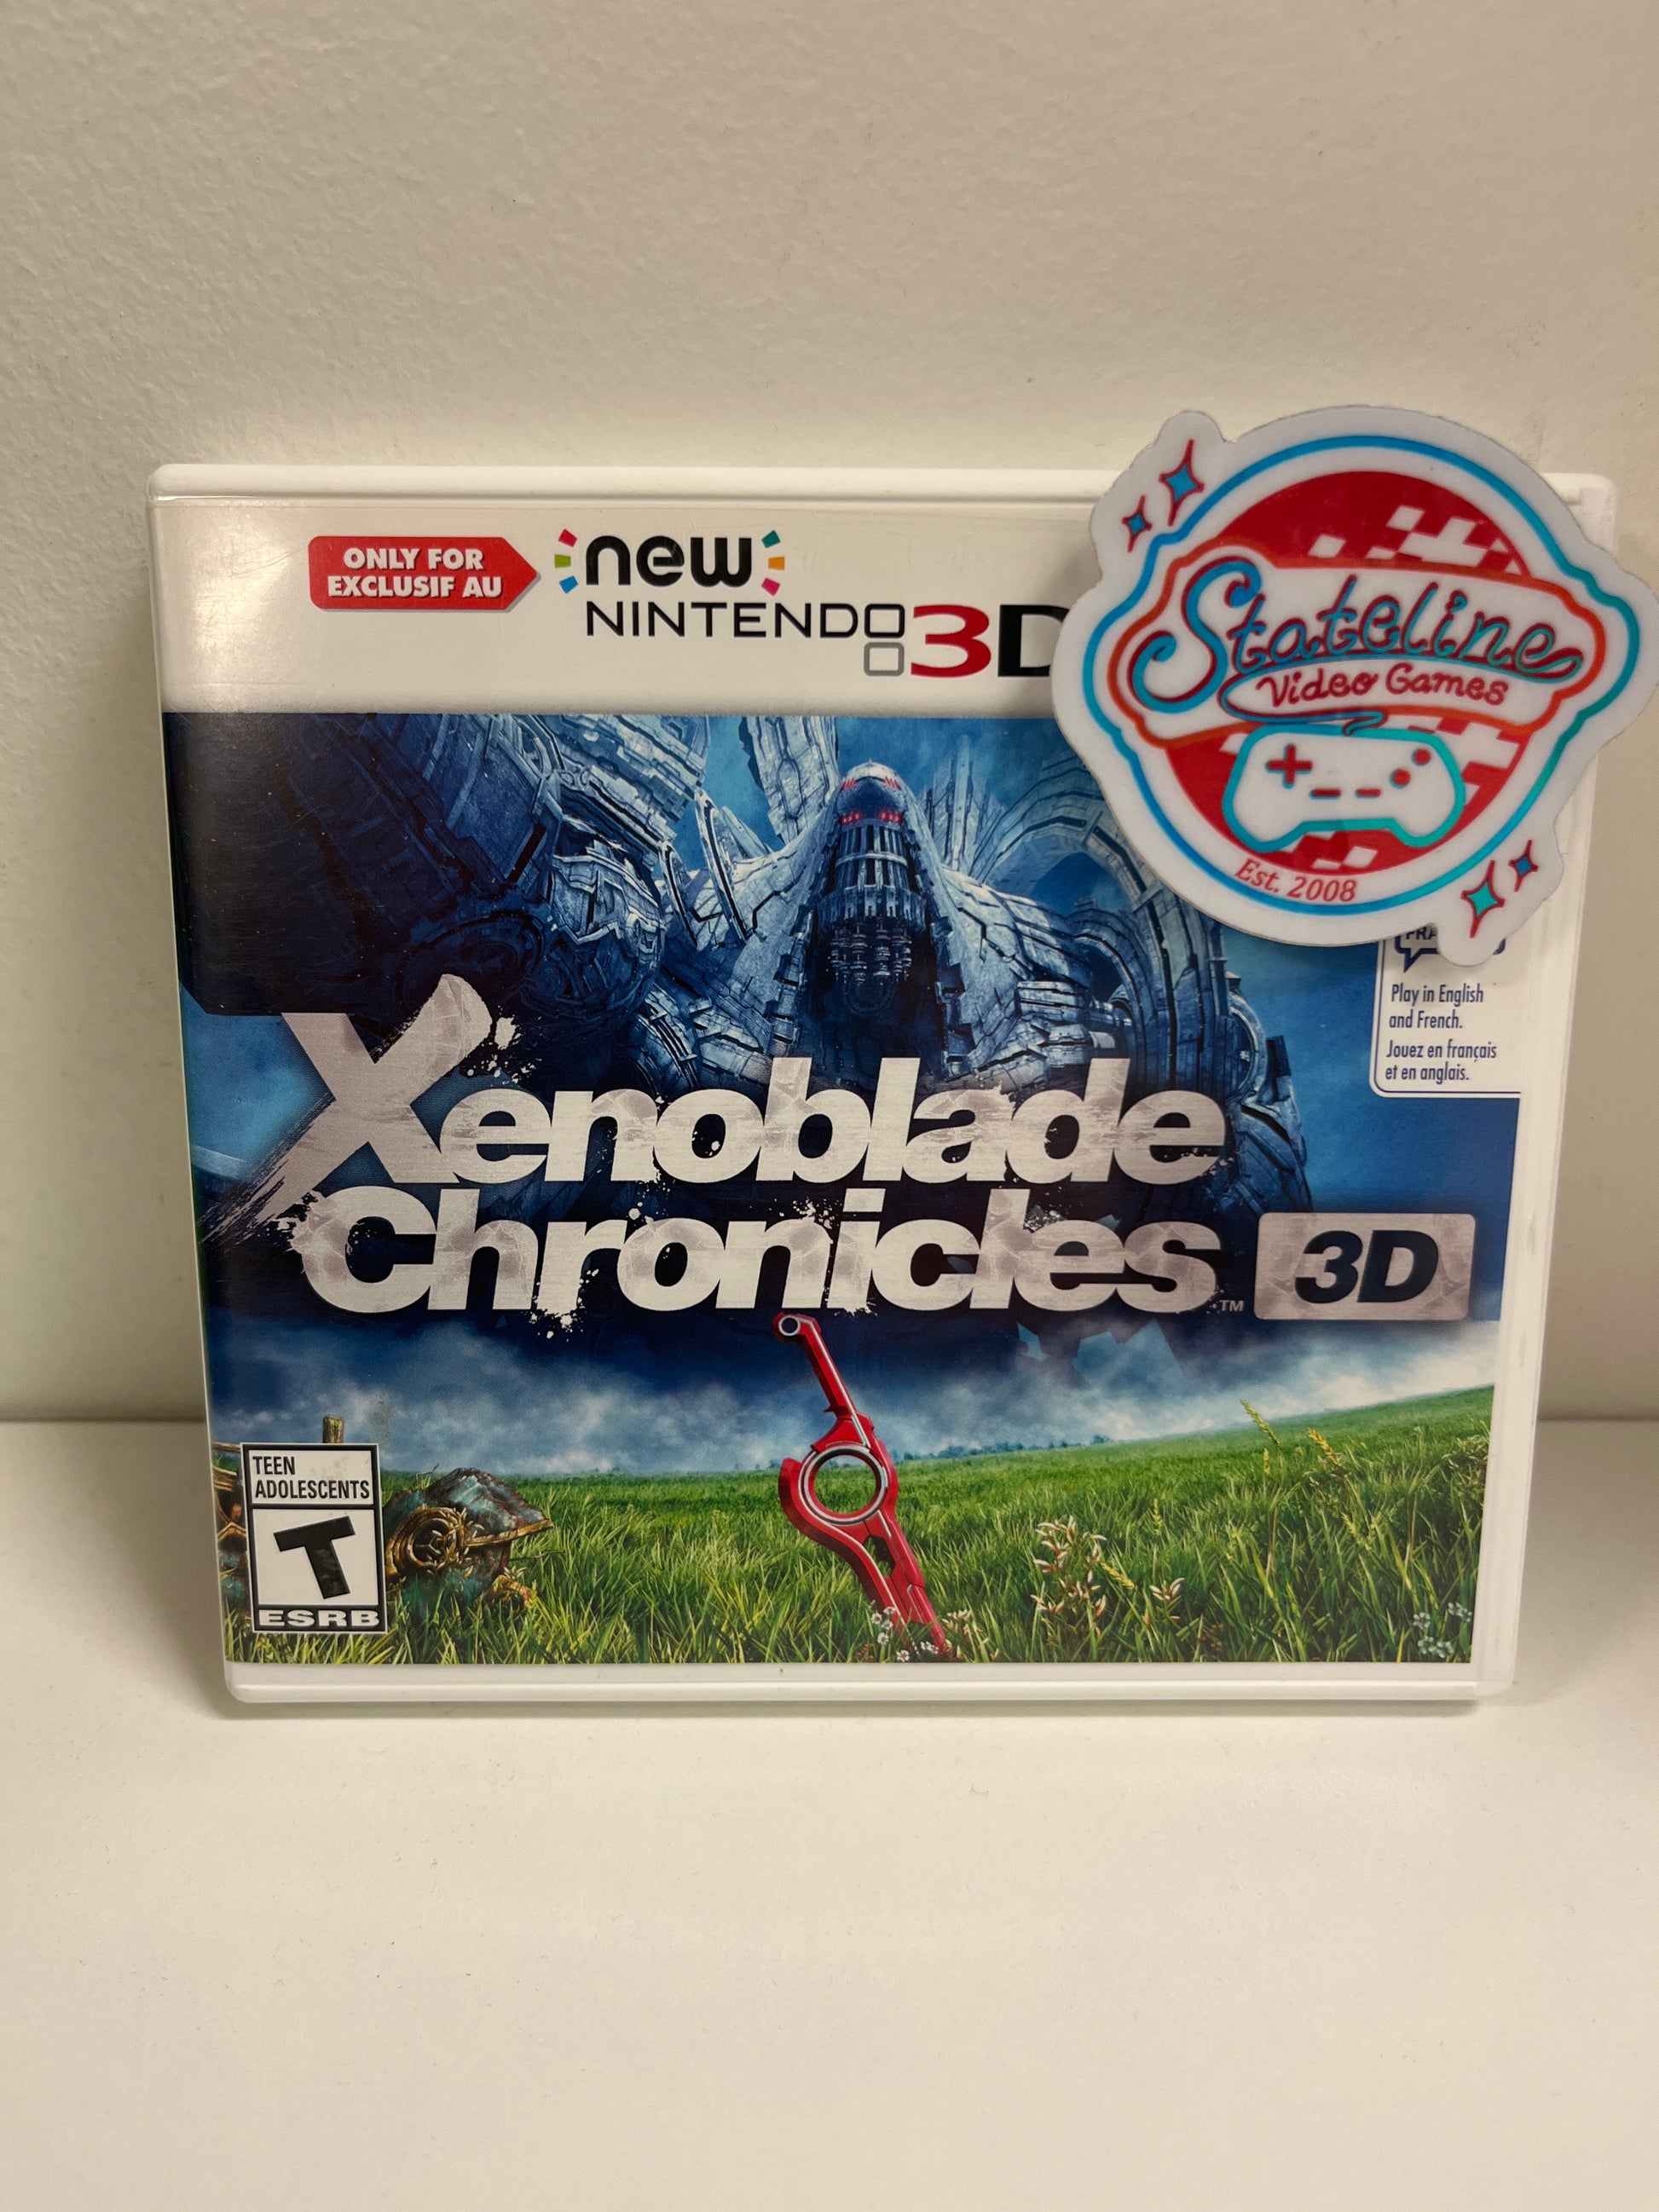 ONLY FOR
EXCLUSIF AU
new
NINTENDO 3D
Stateline
Video Games
Est. 2008
Play in English
and French.
Jouez en français
et en anglais.
Xenoblade
Chronicles 3D
TM
TEEN
ADOLESCENTS
T
ESRB